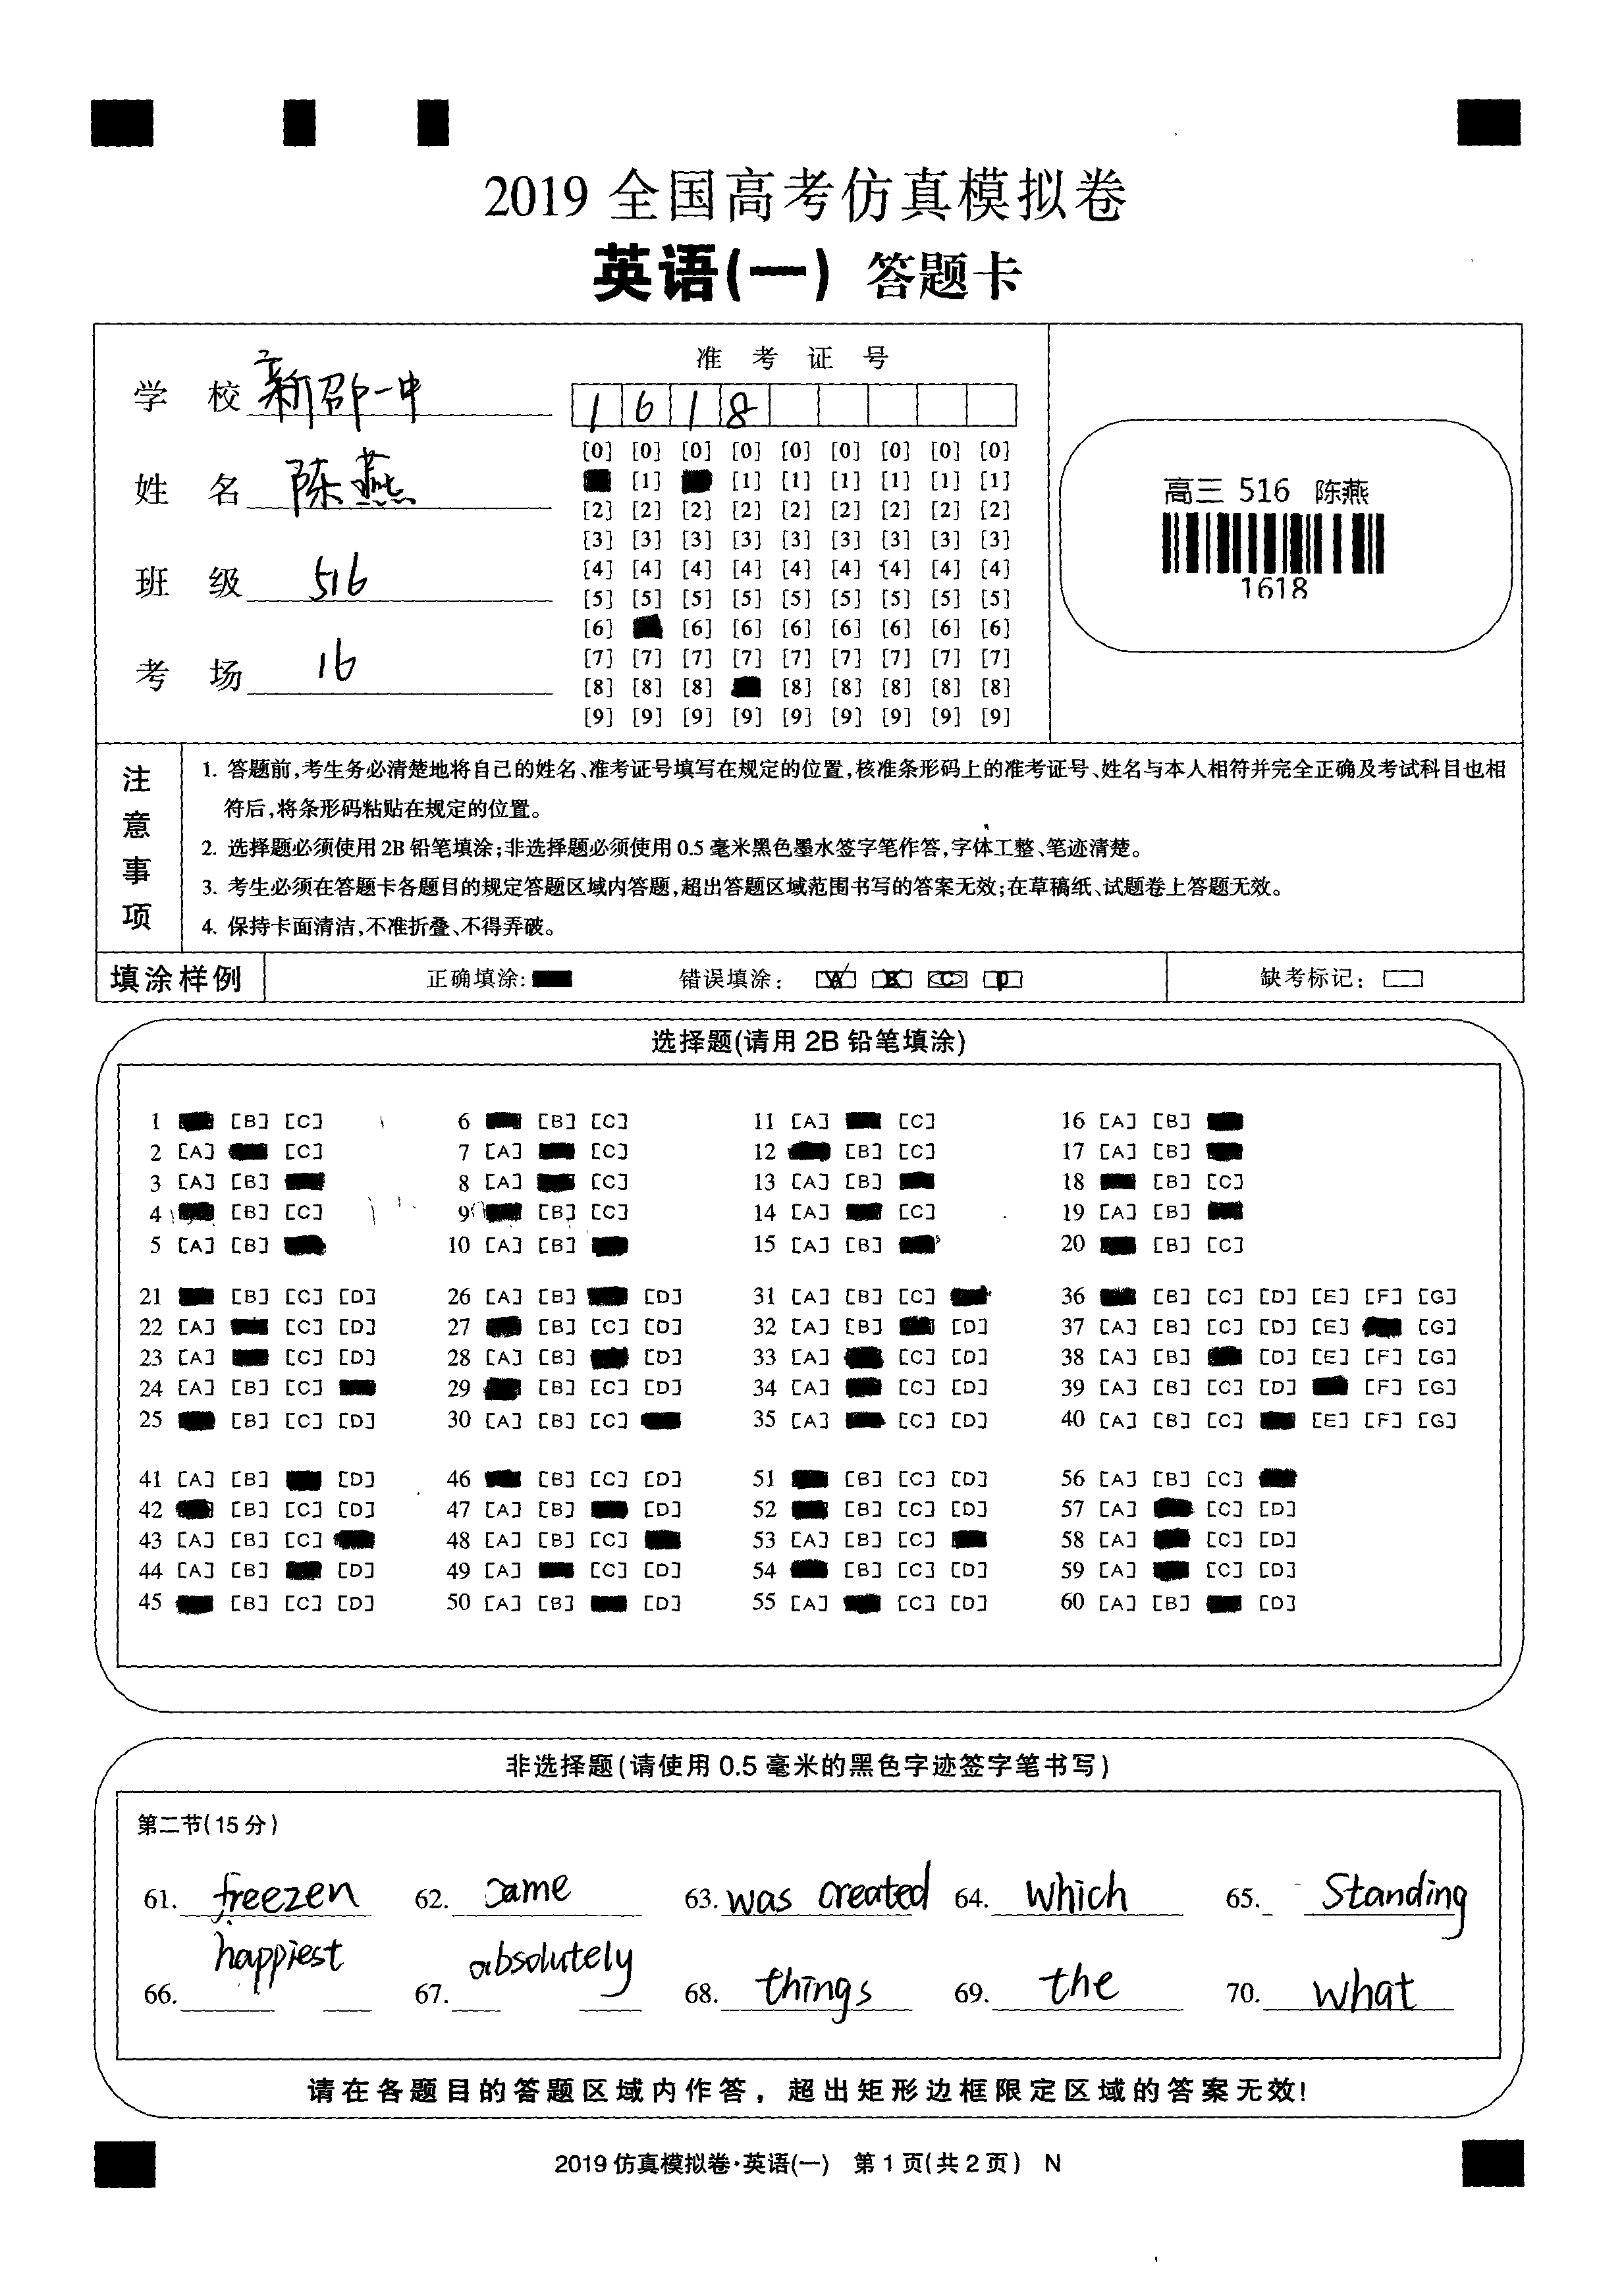 2019 全国高考仿真模拟卷
英语(一) 答题卡
学 校 新邵一中
姓 名 陈燕
班 级 516
考 场 16
准 考 证 号
1 6 1 8
[0] [0] [0] [0] [0] [0] [0] [0] [0]
[1] [1] [1] [1] [1] [1] [1]
[2] [2] [2] [2] [2] [2] [2] [2] [2]
[3] [3] [3] [3] [3] [3] [3] [3] [3]
[4] [4] [4] [4] [4] [4] [4] [4] [4]
[5] [5] [5] [5] [5] [5] [5] [5] [5]
[6] [6] [6] [6] [6] [6] [6] [6]
[7] [7] [7] [7] [7] [7] [7] [7] [7]
[8] [8] [8] [8] [8] [8] [8] [8]
[9] [9] [9] [9] [9] [9] [9] [9] [9]
高三 516 陈燕
1618
注意事项
1. 答题前,考生务必清楚地将自己的姓名、准考证号填写在规定的位置,核准条形码上的准考证号、姓名与本人相符并完全正确及考试科目也相
符后,将条形码粘贴在规定的位置。
2. 选择题必须使用 2B 铅笔填涂;非选择题必须使用 0.5 毫米黑色墨水签字笔作答,字体工整、笔迹清楚。
3. 考生必须在答题卡各题目的规定答题区域内答题,超出答题区域范围书写的答案无效;在草稿纸、试题卷上答题无效。
4. 保持卡面清洁,不准折叠、不得弄破。
填涂样例 正确填涂: 错误填涂: A B C D 缺考标记:
选择题(请用 2B 铅笔填涂)
1 [B] [C] 6 [B] [C] 11 [A] [C] 16 [A] [B]
2 [A] [C] 7 [A] [C] 12 [B] [C] 17 [A] [B]
3 [A] [B] 8 [A] [C] 13 [A] [B] 18 [B] [C]
4 [B] [C] 9 [B] [C] 14 [A] [C] 19 [A] [B]
5 [A] [B] 10 [A] [B] 15 [A] [B] 20 [B] [C]
21 [B] [C] [D] 26 [A] [B] [D] 31 [A] [B] [C] 36 [B] [C] [D] [E] [F] [G]
22 [A] [C] [D] 27 [B] [C] [D] 32 [A] [B] [D] 37 [A] [B] [C] [D] [E] [G]
23 [A] [C] [D] 28 [A] [B] [D] 33 [A] [C] [D] 38 [A] [B] [D] [E] [F] [G]
24 [A] [B] [C] 29 [B] [C] [D] 34 [A] [C] [D] 39 [A] [B] [C] [D] [F] [G]
25 [B] [C] [D] 30 [A] [B] [C] 35 [A] [C] [D] 40 [A] [B] [C] [E] [F] [G]
41 [A] [B] [D] 46 [B] [C] [D] 51 [B] [C] [D] 56 [A] [B] [C]
42 [B] [C] [D] 47 [A] [B] [D] 52 [B] [C] [D] 57 [A] [C] [D]
43 [A] [B] [C] 48 [A] [B] [C] 53 [A] [B] [C] 58 [A] [C] [D]
44 [A] [B] [D] 49 [A] [C] [D] 54 [B] [C] [D] 59 [A] [C] [D]
45 [B] [C] [D] 50 [A] [B] [D] 55 [A] [C] [D] 60 [A] [B] [D]
非选择题(请使用 0.5 毫米的黑色字迹签字笔书写)
第二节(15 分)
61. freezen 62. came 63. was created 64. which 65. Standing
66. happiest 67. absolutely 68. things 69. the 70. what
请在各题目的答题区域内作答，超出矩形边框限定区域的答案无效!
2019 仿真模拟卷·英语(一) 第 1 页(共 2 页) N